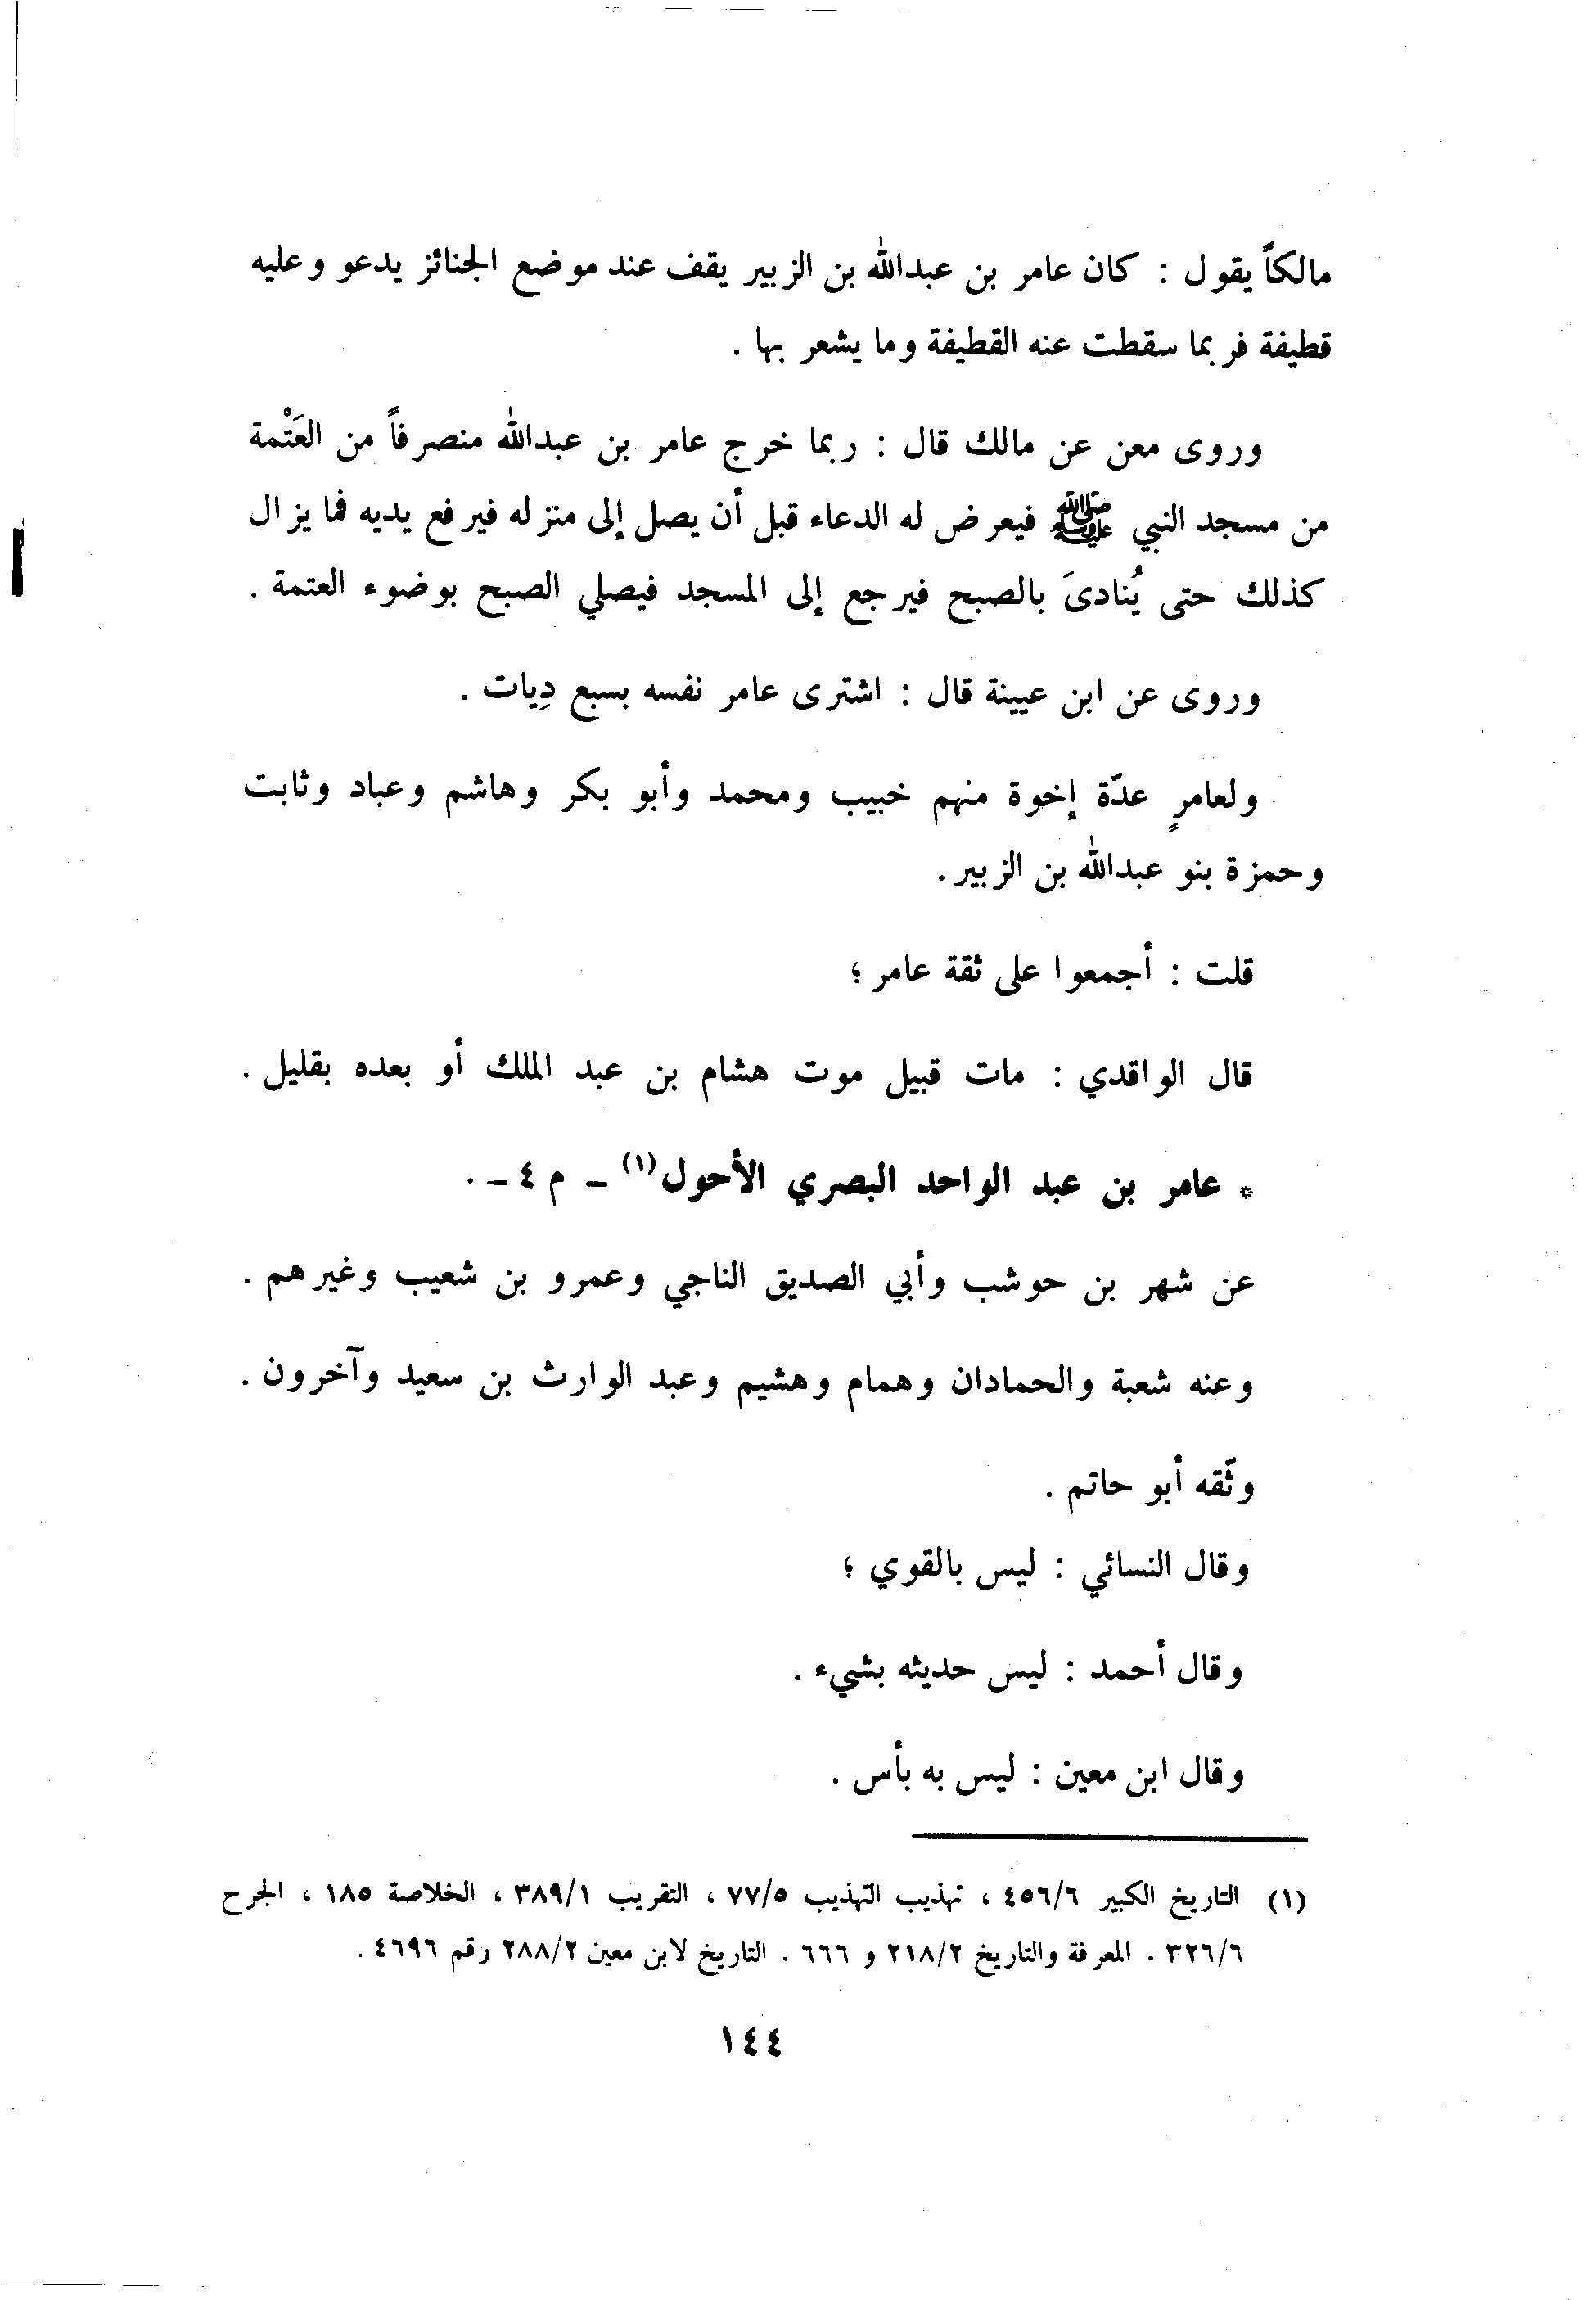 مالكاً يقول : كان عامر بن عبدالله بن الزبير يقف عند موضع الجنائز يدعو وعليه
قطيفة فربما سقطت عنه القطيفة وما يشعر بها .
وروى معن عن مالك قال : ربما خرج عامر بن عبدالله منصرفاً من العَتْمة
من مسجد النبي ﷺ فيعرض له الدعاء قبل أن يصل إلى منزله فيرفع يديه فما يزال
كذلك حتى يُنادىَ بالصبح فيرجع إلى المسجد فيصلي الصبح بوضوء العتمة .
وروى عن ابن عيينة قال : اشترى عامر نفسه بسبع دِيات .
ولعامرٍ عدّة إخوة منهم خبيب ومحمد وأبو بكر وهاشم وعباد وثابت
وحمزة بنو عبدالله بن الزبير .
قلت : أجمعوا على ثقة عامر ؛
قال الواقدي : مات قبيل موت هشام بن عبد الملك أو بعده بقليل .
* عامر بن عبد الواحد البصري الأحول(١) - م ٤ - .
عن شهر بن حوشب وأبي الصديق الناجي وعمرو بن شعيب وغيرهم .
وعنه شعبة والحمادان وهمام وهشيم وعبد الوارث بن سعيد وآخرون .
وثّقه أبو حاتم .
وقال النسائي : ليس بالقوي ؛
وقال أحمد : ليس حديثه بشيء .
وقال ابن معين : ليس به بأس .
(١) التاريخ الكبير ٤٥٦/٦ ، تهذيب التهذيب ٧٧/٥ ، التقريب ٣٨٩/١ ، الخلاصة ١٨٥ ، الجرح
٣٢٦/٦ . المعرفة والتاريخ ٢١٨/٢ و ٦٦٦ . التاريخ لابن معين ٢٨٨/٢ رقم ٤٦٩٦ .
١٤٤